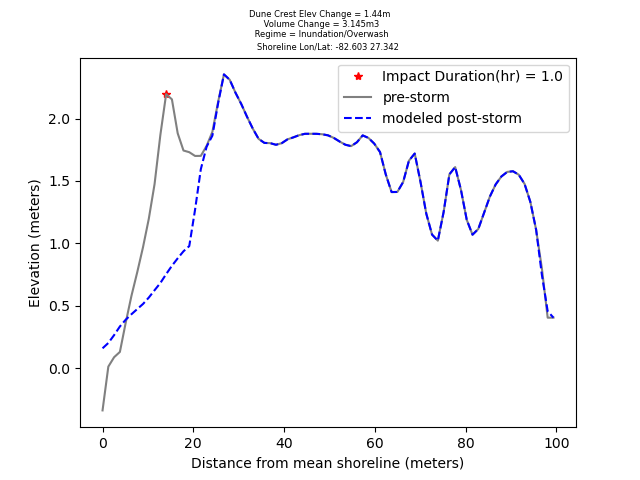 Dune Crest Elev Change = 1.44m
Volume Change = 3.145m3
Regime = Inundation/Overwash
Shoreline Lon/Lat: -82.603 27.342
Impact Duration(hr) = 1.0
pre-storm
modeled post-storm
Elevation (meters)
2.0
1.5
1.0
0.5
0.0
0 20 40 60 80 100
Distance from mean shoreline (meters)